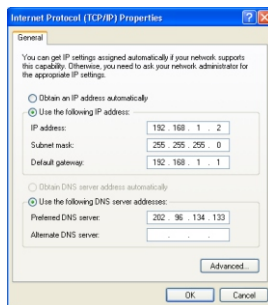 Internet Protocol (TCP/IP) Properties
General
You can get IP settings assigned automatically if your network supports
this capability. Otherwise, you need to ask your network administrator for
the appropriate IP settings.
Obtain an IP address automatically
Use the following IP address:
IP address: 192 . 168 . 1 . 2
Subnet mask: 255 . 255 . 255 . 0
Default gateway: 192 . 168 . 1 . 1
Obtain DNS server address automatically
Use the following DNS server addresses:
Preferred DNS server: 202 . 96 . 134 . 133
Alternate DNS server: . . .
Advanced...
OK Cancel